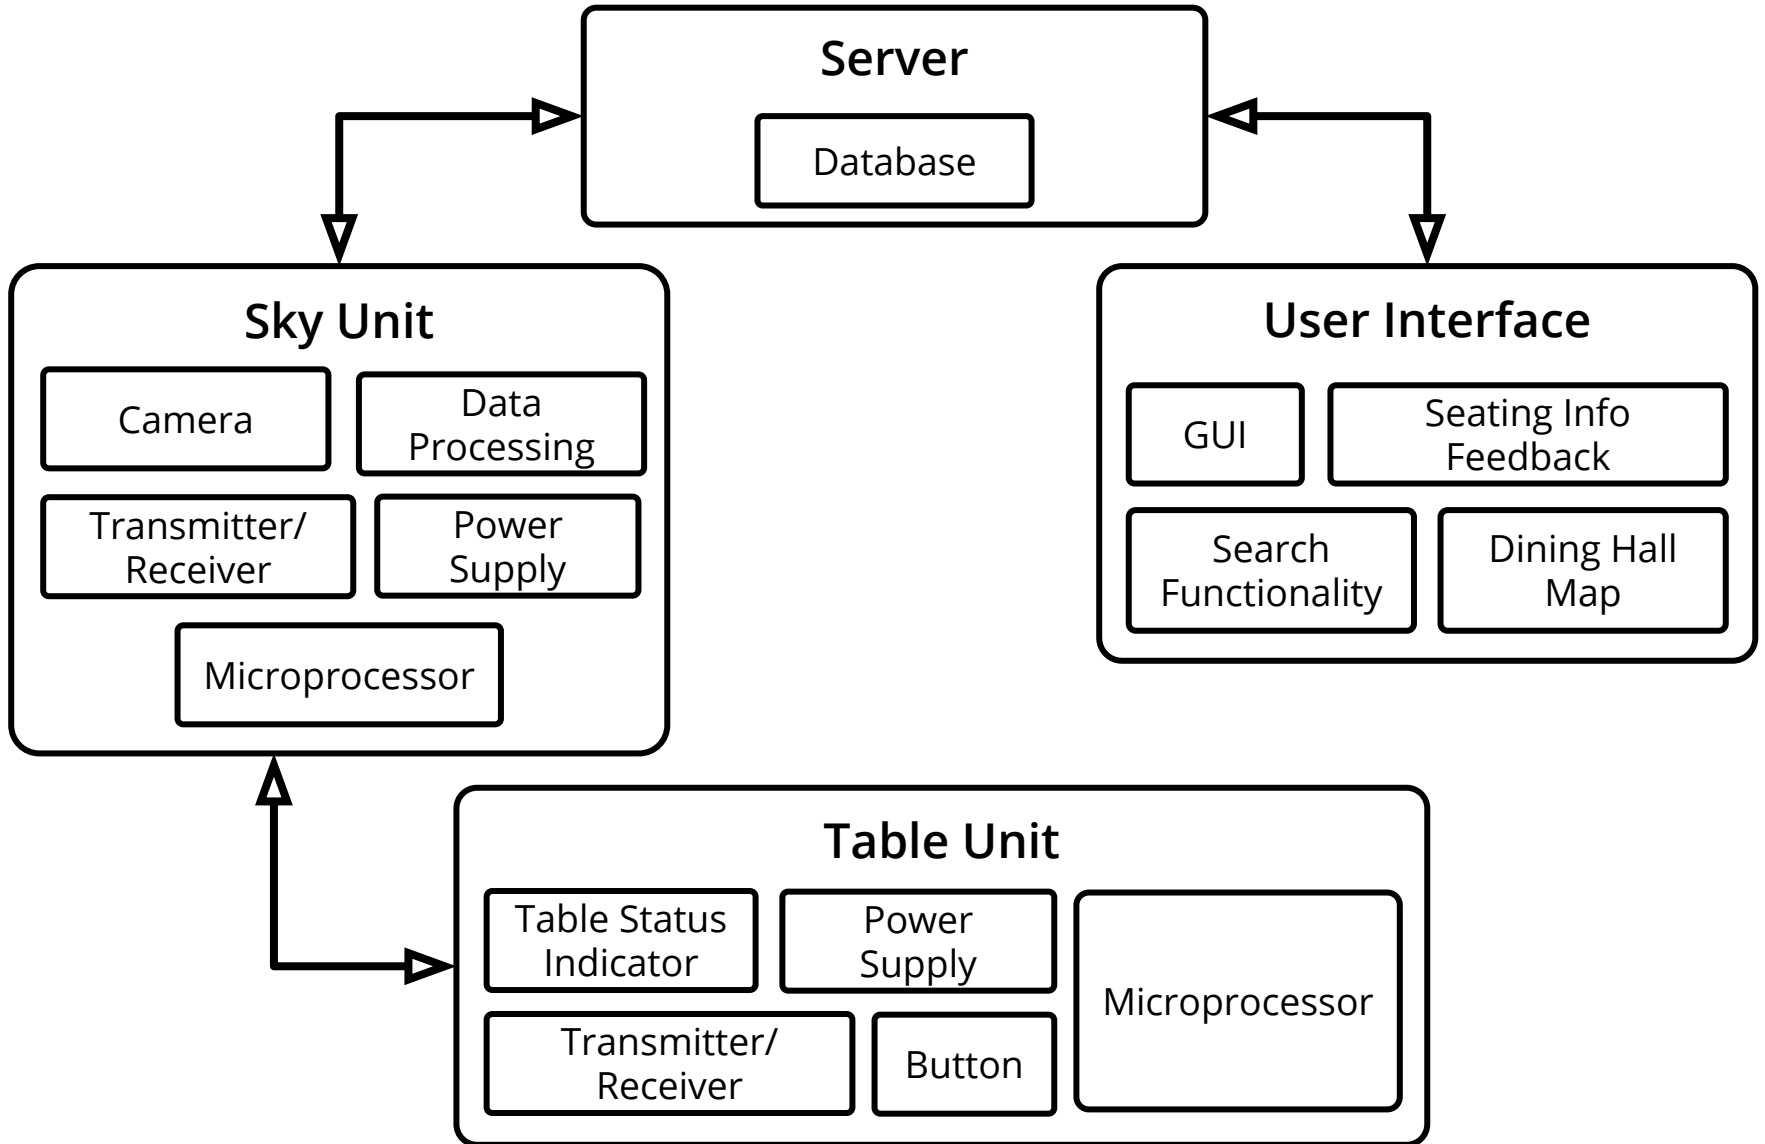 Server
Database
Sky Unit
Camera
Data
Processing
Transmitter/
Receiver
Power
Supply
Microprocessor
User Interface
GUI
Seating Info
Feedback
Search
Functionality
Dining Hall
Map
Table Unit
Table Status
Indicator
Power
Supply
Microprocessor
Transmitter/
Receiver
Button